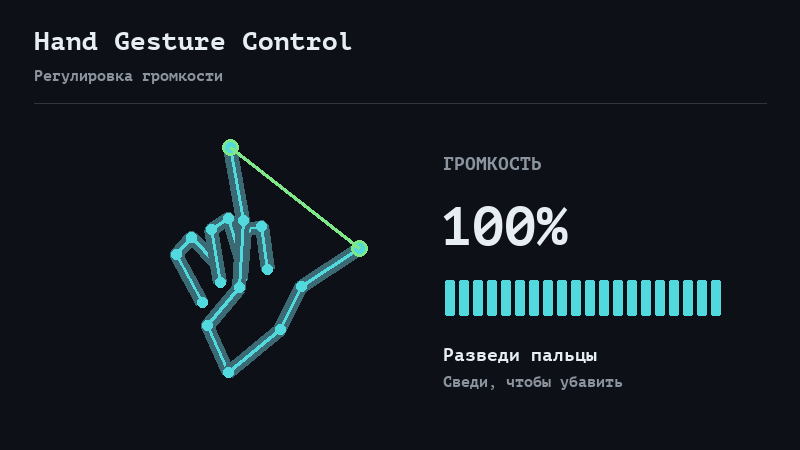 Hand Gesture Control
Регулировка громкости
ГРОМКОСТЬ
100%
Разведи пальцы
Сведи, чтобы убавить